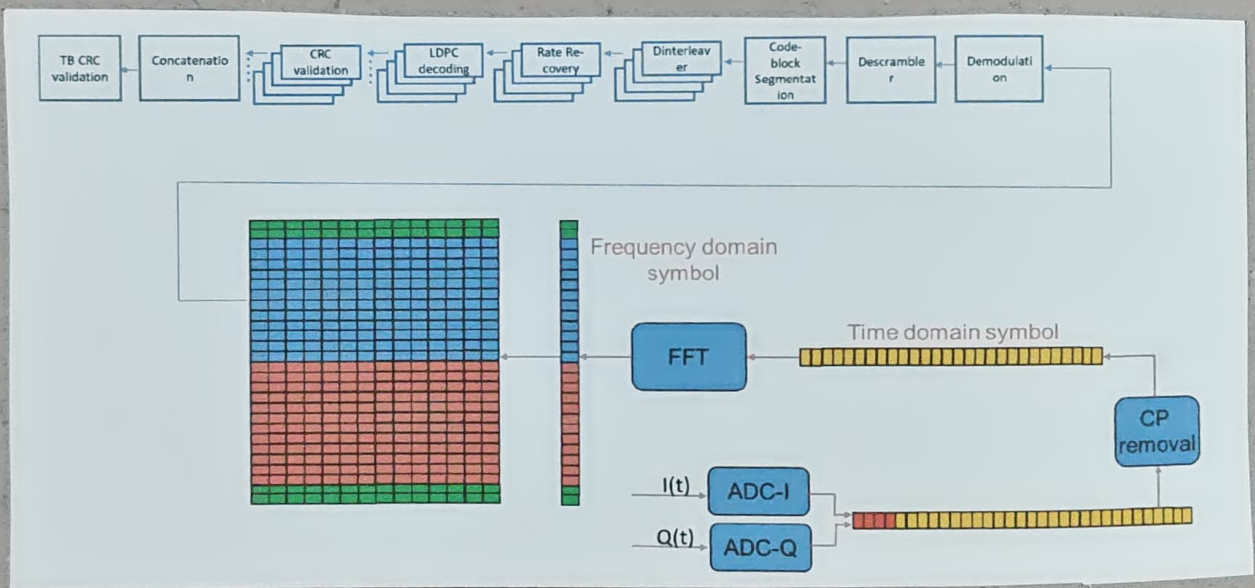 TB CRC
validation
Concatenatio
n
CRC
validation
LDPC
decoding
Rate Re-
covery
Dinterleav
er
Code-
block
Segmentat
ion
Descramble
r
Demodulati
on
Frequency domain
symbol
Time domain symbol
FFT
CP
removal
I(t)
ADC-I
Q(t)
ADC-Q